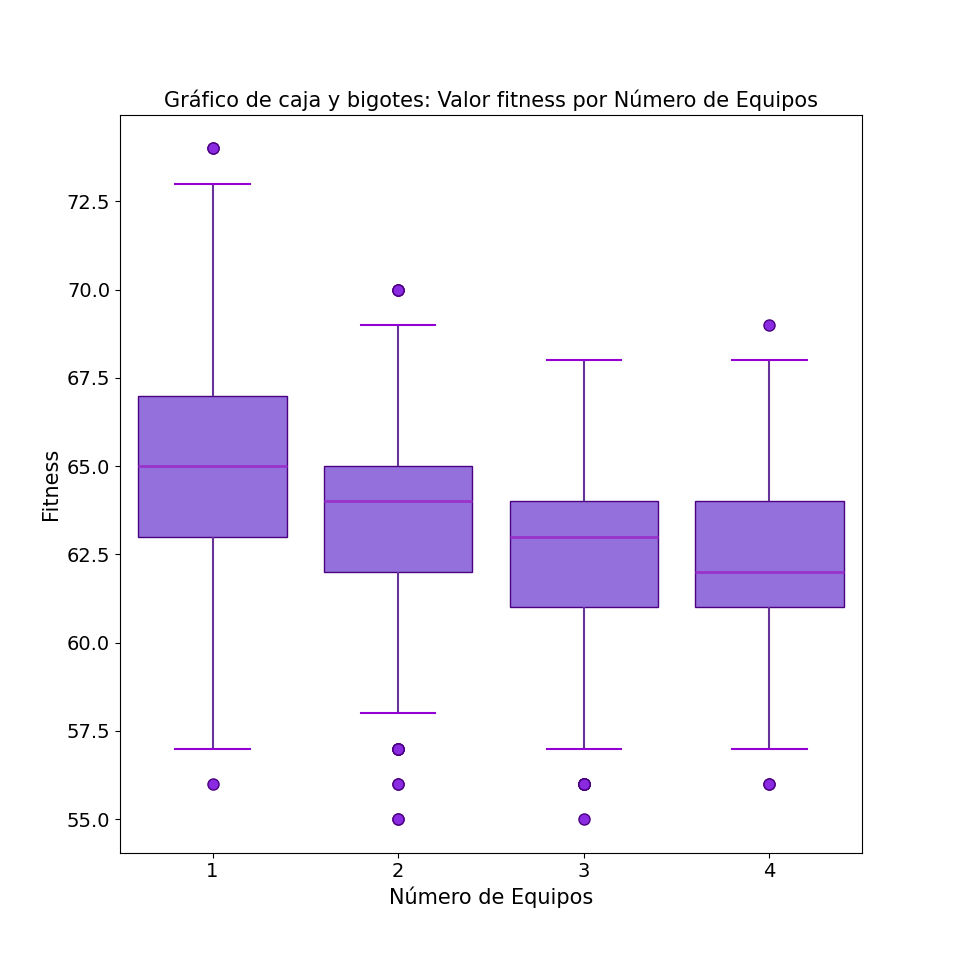 Gráfico de caja y bigotes: Valor fitness por Número de Equipos
72.5
70.0
67.5
65.0
62.5
60.0
57.5
55.0
Fitness
1 2 3 4
Número de Equipos